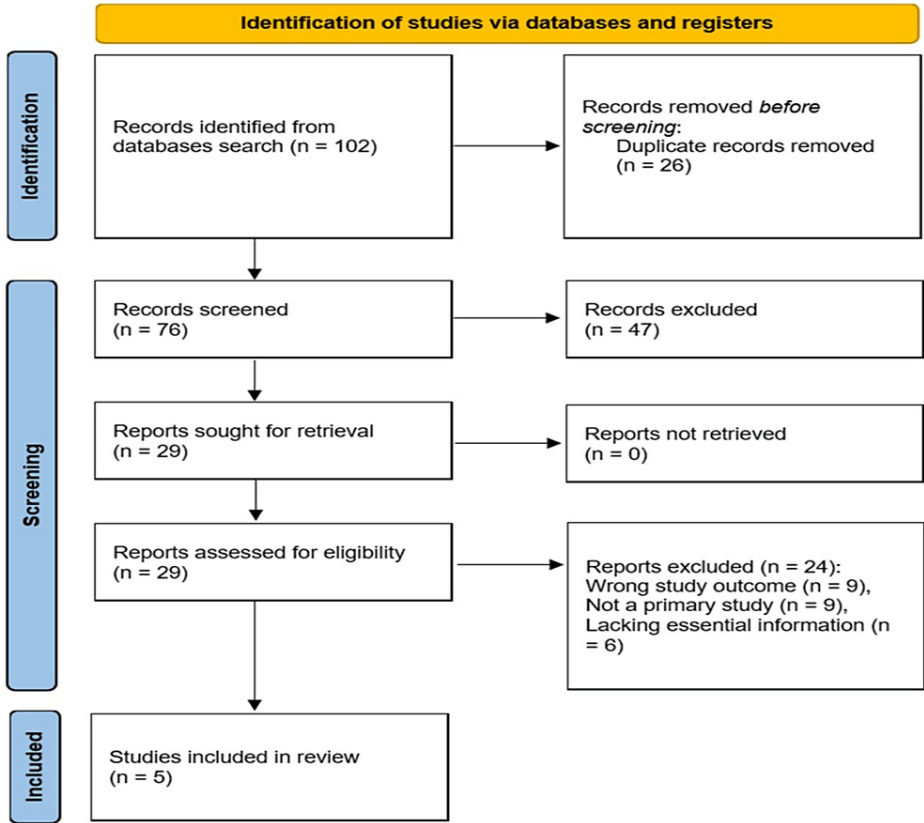 Identification of studies via databases and registers
Identification
Records identified from
databases search (n = 102)
Records removed before
screening:
Duplicate records removed
(n = 26)
Screening
Records screened
(n = 76)
Records excluded
(n = 47)
Reports sought for retrieval
(n = 29)
Reports not retrieved
(n = 0)
Reports assessed for eligibility
(n = 29)
Reports excluded (n = 24):
Wrong study outcome (n = 9),
Not a primary study (n = 9),
Lacking essential information (n
= 6)
Included
Studies included in review
(n = 5)